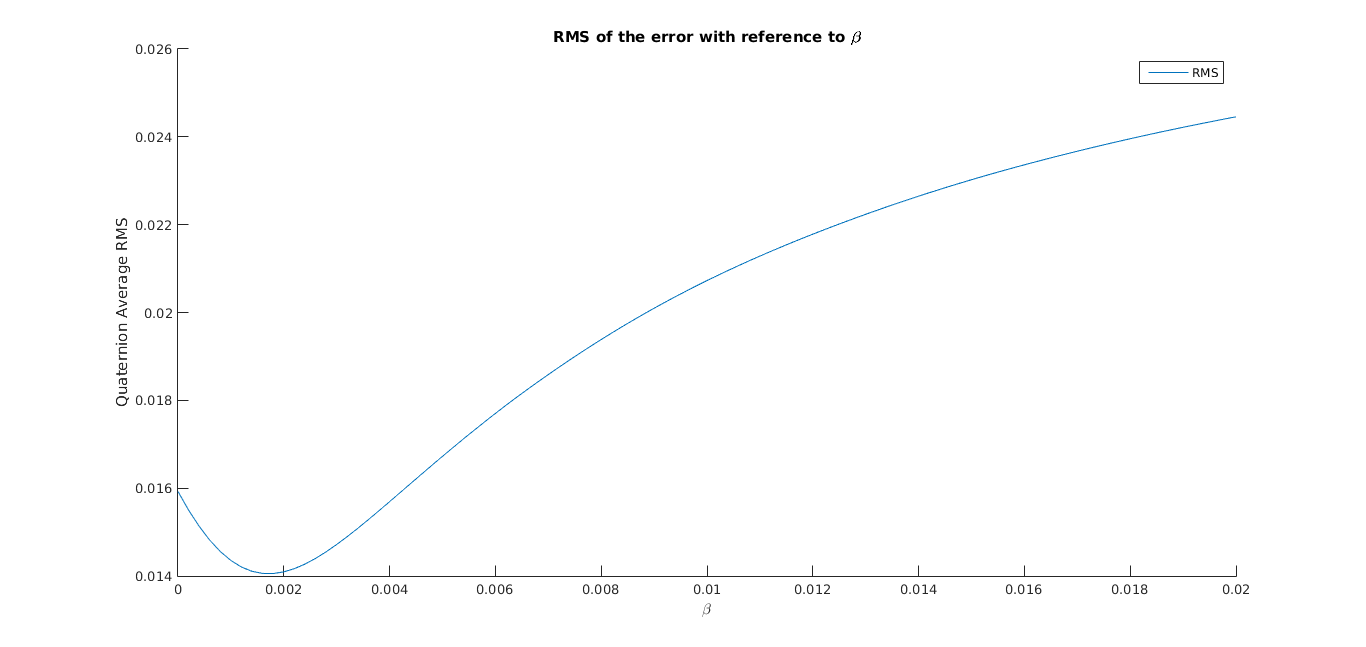 RMS of the error with reference to β
RMS
Quaternion Average RMS
0.026
0.024
0.022
0.02
0.018
0.016
0.014
0 0.002 0.004 0.006 0.008 0.01 0.012 0.014 0.016 0.018 0.02
β